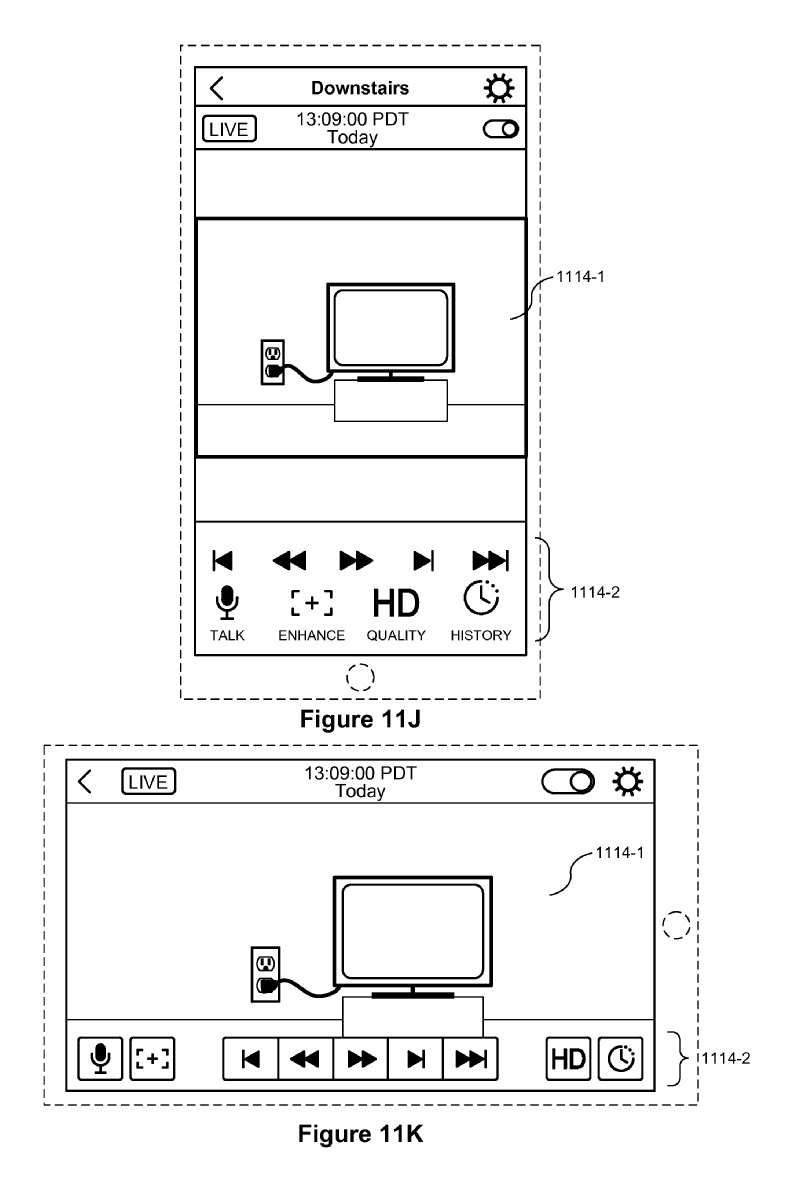 Downstairs
LIVE
13:09:00 PDT
Today
1114-1
1114-2
HD
TALK
ENHANCE
QUALITY
HISTORY
Figure 11J
LIVE
13:09:00 PDT
Today
1114-1
HD
1114-2
Figure 11K